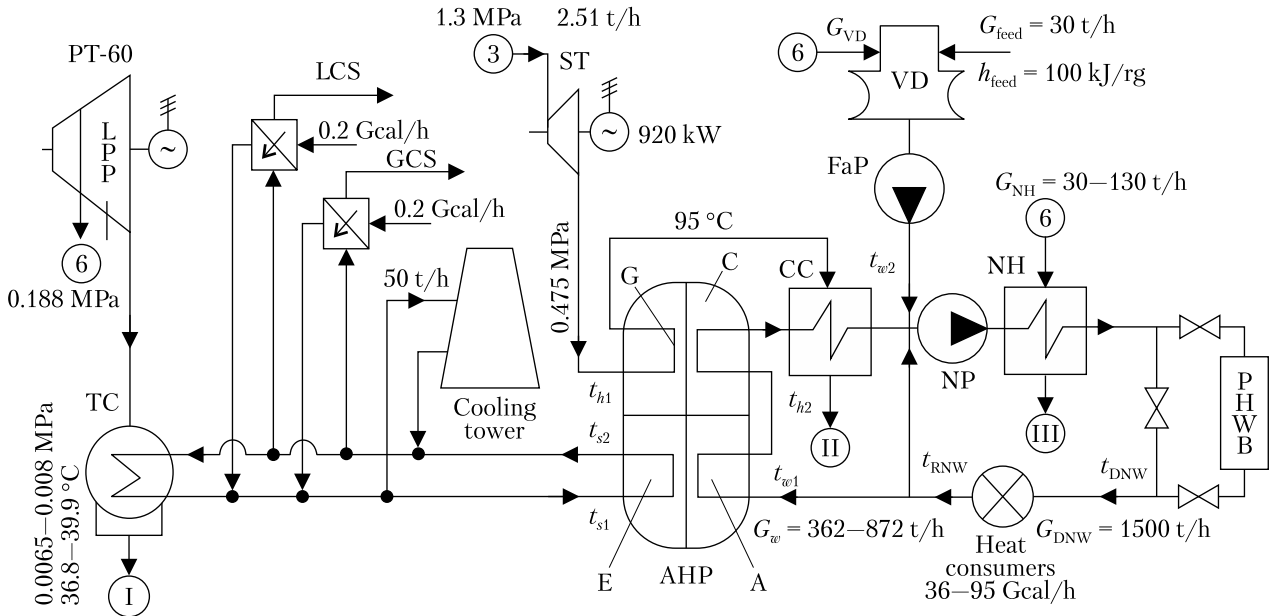 PT-60
LPP
~
6
0.188 MPa
TC
0.0065–0.008 MPa
36.8–39.9 °C
I
LCS
0.2 Gcal/h
GCS
0.2 Gcal/h
50 t/h
Cooling
tower
1.3 MPa
2.51 t/h
3
ST
~
920 kW
0.475 MPa
95 °C
G
C
t_h1
t_s2
t_s1
E
AHP
A
CC
t_h2
II
t_w1
G_w = 362–872 t/h
6
G_VD
G_feed = 30 t/h
h_feed = 100 kJ/rg
VD
FaP
t_w2
G_NH = 30–130 t/h
6
NH
NP
III
PHWB
t_RNW
t_DNW
G_DNW = 1500 t/h
Heat
consumers
36–95 Gcal/h